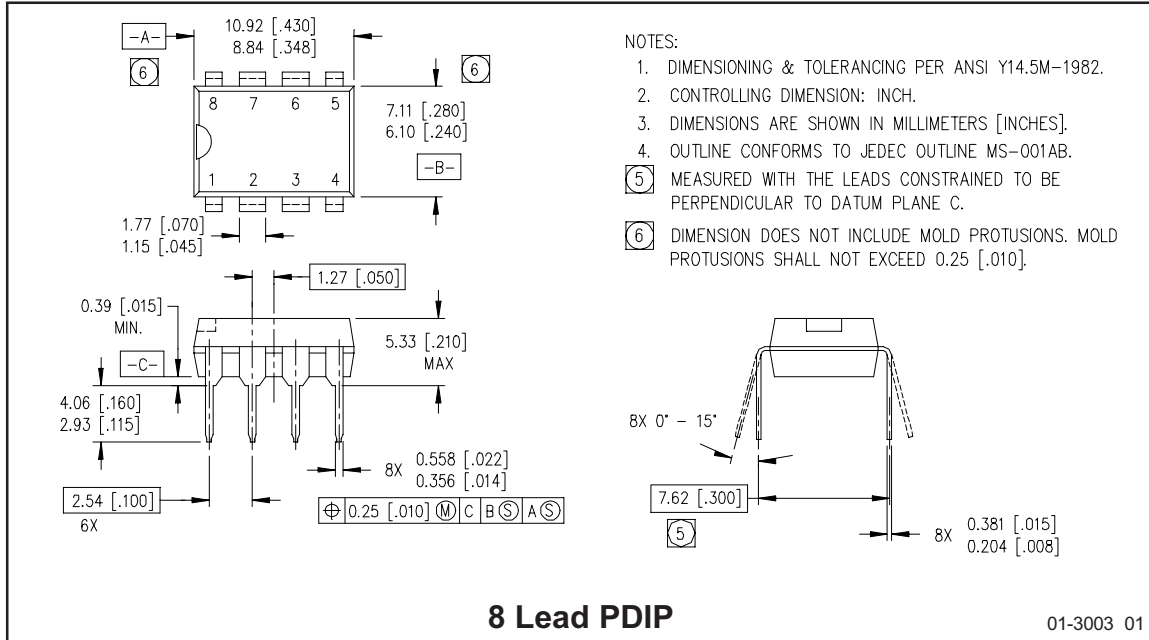 -A-
10.92 [.430]
8.84 [.348]
6
6
8 7 6 5
7.11 [.280]
6.10 [.240]
-B-
1 2 3 4
1.77 [.070]
1.15 [.045]
1.27 [.050]
0.39 [.015]
MIN.
5.33 [.210]
MAX
-C-
4.06 [.160]
2.93 [.115]
8X 0.558 [.022]
0.356 [.014]
2.54 [.100]
6X
⌖ 0.25 [.010] Ⓜ C B Ⓢ A Ⓢ
NOTES:
1. DIMENSIONING & TOLERANCING PER ANSI Y14.5M-1982.
2. CONTROLLING DIMENSION: INCH.
3. DIMENSIONS ARE SHOWN IN MILLIMETERS [INCHES].
4. OUTLINE CONFORMS TO JEDEC OUTLINE MS-001AB.
5 MEASURED WITH THE LEADS CONSTRAINED TO BE
PERPENDICULAR TO DATUM PLANE C.
6 DIMENSION DOES NOT INCLUDE MOLD PROTUSIONS. MOLD
PROTUSIONS SHALL NOT EXCEED 0.25 [.010].
8X 0° - 15°
7.62 [.300]
5
8X 0.381 [.015]
0.204 [.008]
8 Lead PDIP
01-3003 01